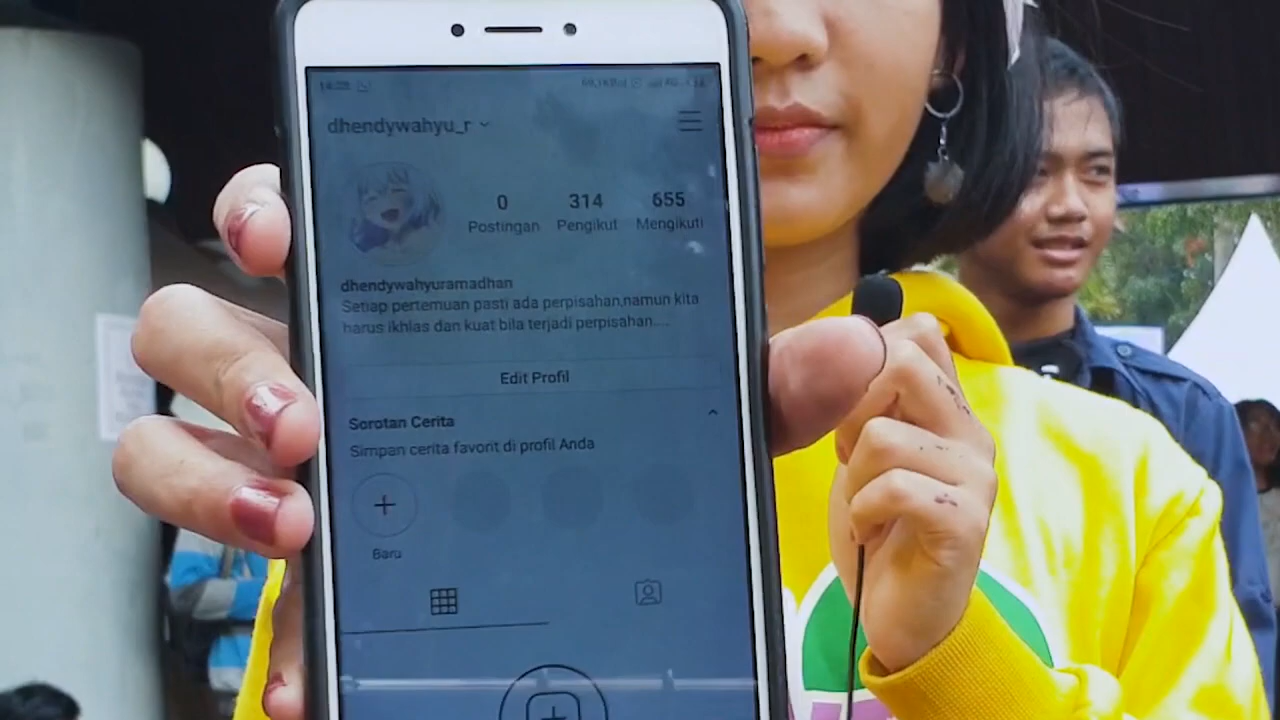 dhendywahyu_r
0 314 655
Postingan Pengikut Mengikuti
dhendywahyuramadhan
Setiap pertemuan pasti ada perpisahan,namun kita
harus ikhlas dan kuat bila terjadi perpisahan....
Edit Profil
Sorotan Cerita
Simpan cerita favorit di profil Anda
Baru